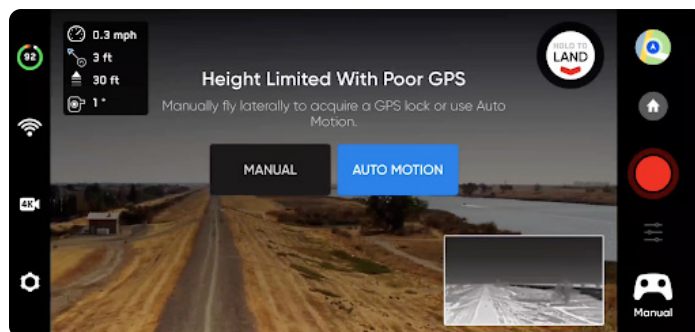 92
0.3 mph
3 ft
30 ft
1°
HOLD TO
LAND
Height Limited With Poor GPS
Manually fly laterally to acquire a GPS lock or use Auto
Motion.
MANUAL
AUTO MOTION
4K
Manual